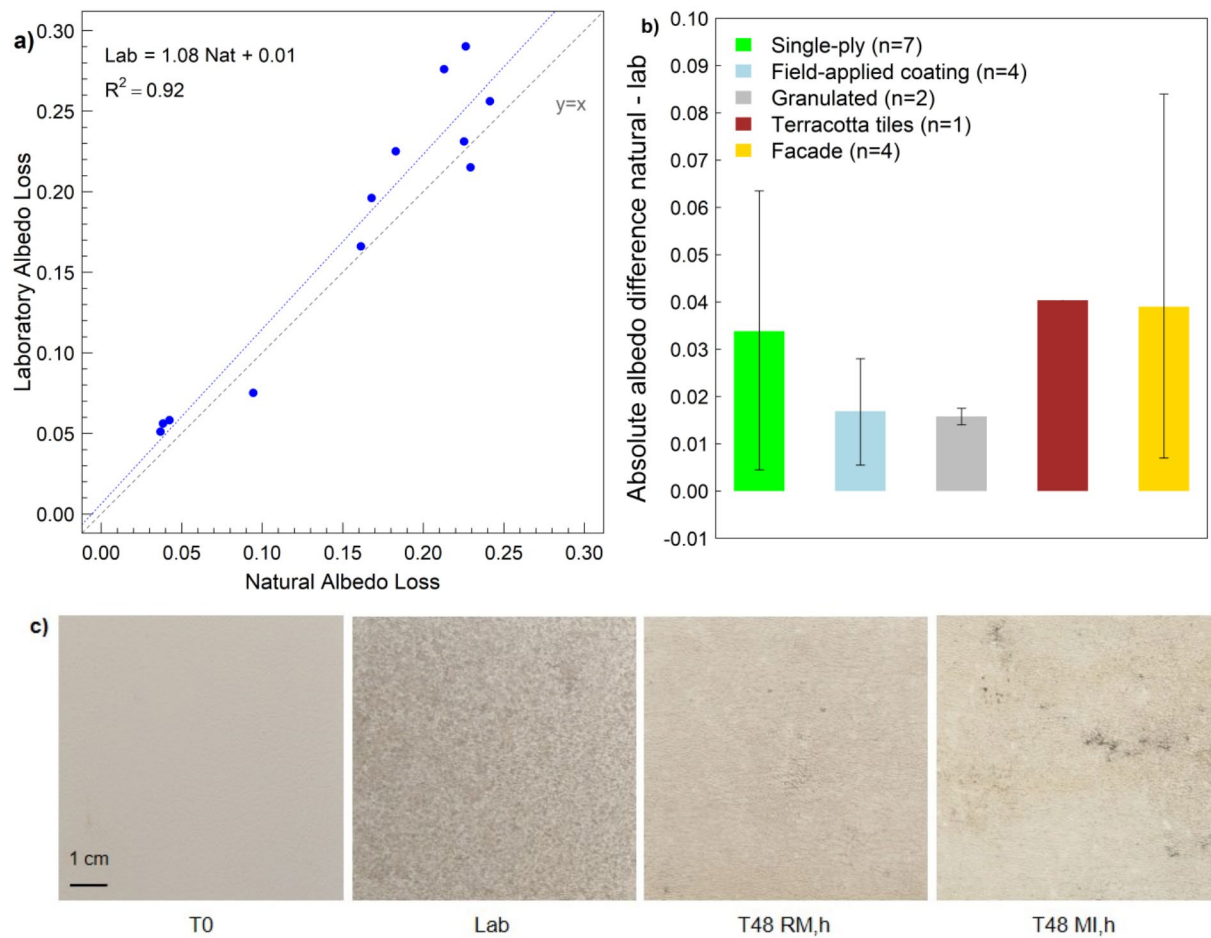 a)
Lab = 1.08 Nat + 0.01
R² = 0.92
y=x
0.30
0.25
0.20
0.15
0.10
0.05
0.00
Laboratory Albedo Loss
0.00 0.05 0.10 0.15 0.20 0.25 0.30
Natural Albedo Loss
b)
Single-ply (n=7)
Field-applied coating (n=4)
Granulated (n=2)
Terracotta tiles (n=1)
Facade (n=4)
0.10
0.09
0.08
0.07
0.06
0.05
0.04
0.03
0.02
0.01
0.00
-0.01
Absolute albedo difference natural - lab
c)
1 cm
T0 Lab T48 RM,h T48 MI,h